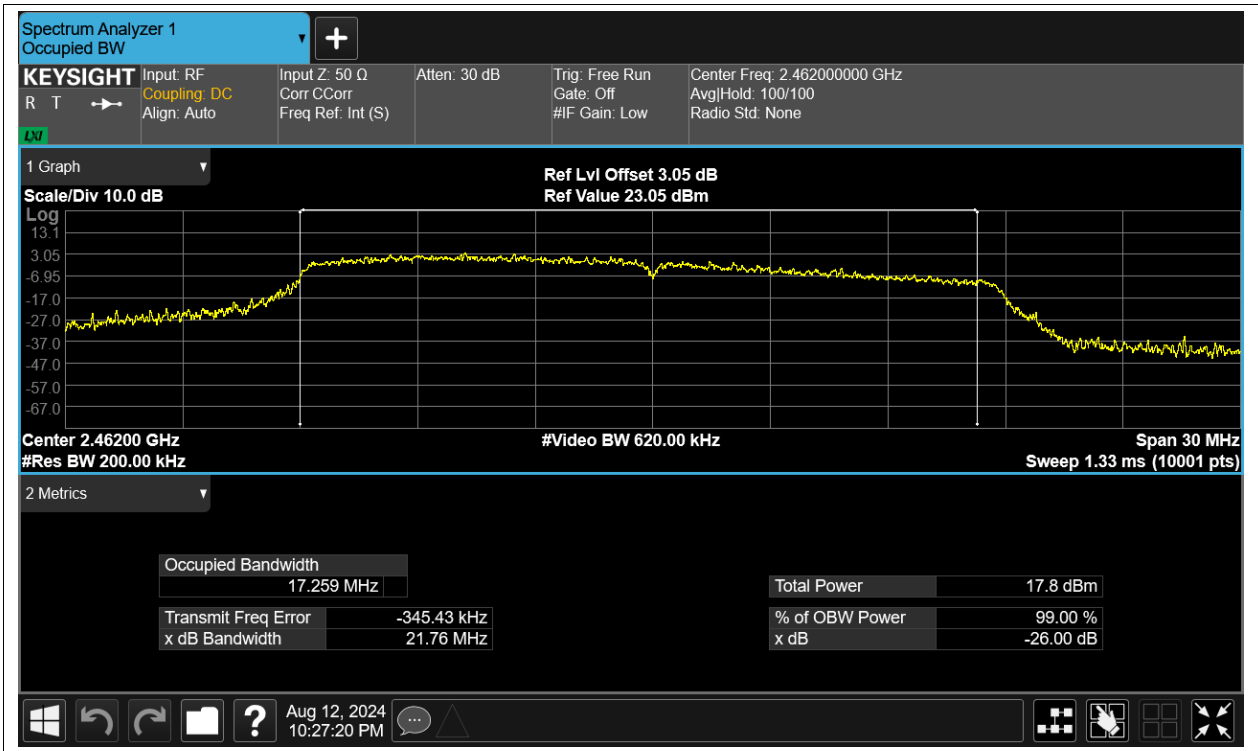 Spectrum Analyzer 1
Occupied BW
KEYSIGHT
R T
LXI
Input: RF
Coupling: DC
Align: Auto
Input Z: 50 Ω
Corr CCorr
Freq Ref: Int (S)
Atten: 30 dB
Trig: Free Run
Gate: Off
#IF Gain: Low
Center Freq: 2.462000000 GHz
Avg|Hold: 100/100
Radio Std: None
1 Graph
Scale/Div 10.0 dB
Ref Lvl Offset 3.05 dB
Ref Value 23.05 dBm
Log
13.1
3.05
-6.95
-17.0
-27.0
-37.0
-47.0
-57.0
-67.0
Center 2.46200 GHz
#Video BW 620.00 kHz
Span 30 MHz
#Res BW 200.00 kHz
Sweep 1.33 ms (10001 pts)
2 Metrics
Occupied Bandwidth
17.259 MHz
Total Power 17.8 dBm
Transmit Freq Error -345.43 kHz
% of OBW Power 99.00 %
x dB Bandwidth 21.76 MHz
x dB -26.00 dB
?
Aug 12, 2024
10:27:20 PM